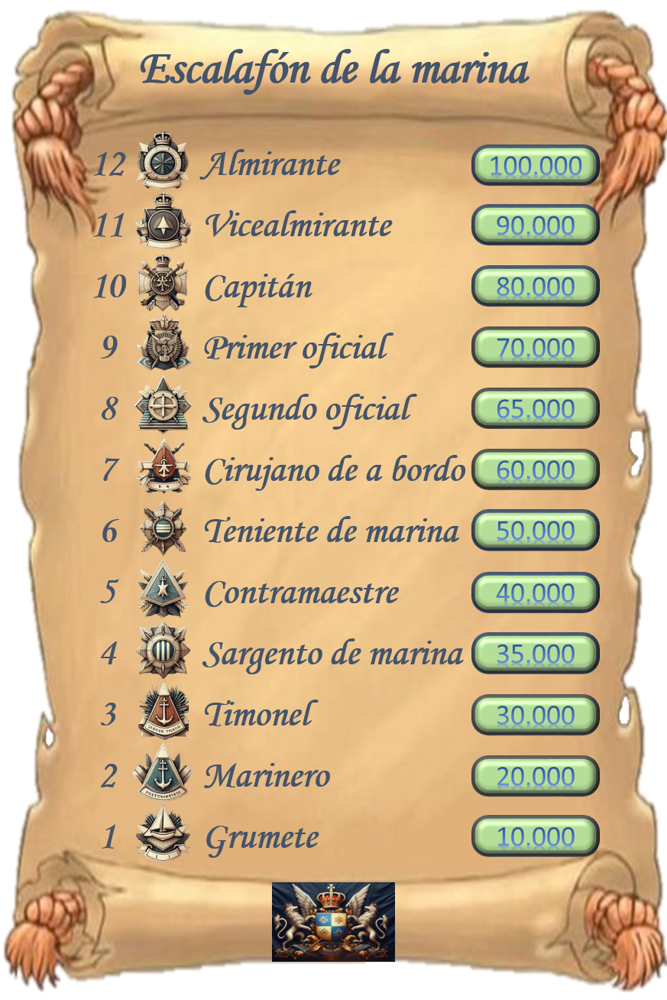 Escalafón de la marina
12 Almirante 100.000
11 Vicealmirante 90.000
10 Capitán 80.000
9 Primer oficial 70.000
8 Segundo oficial 65.000
7 Cirujano de a bordo 60.000
6 Teniente de marina 50.000
5 Contramaestre 40.000
4 Sargento de marina 35.000
3 Timonel 30.000
2 Marinero 20.000
1 Grumete 10.000